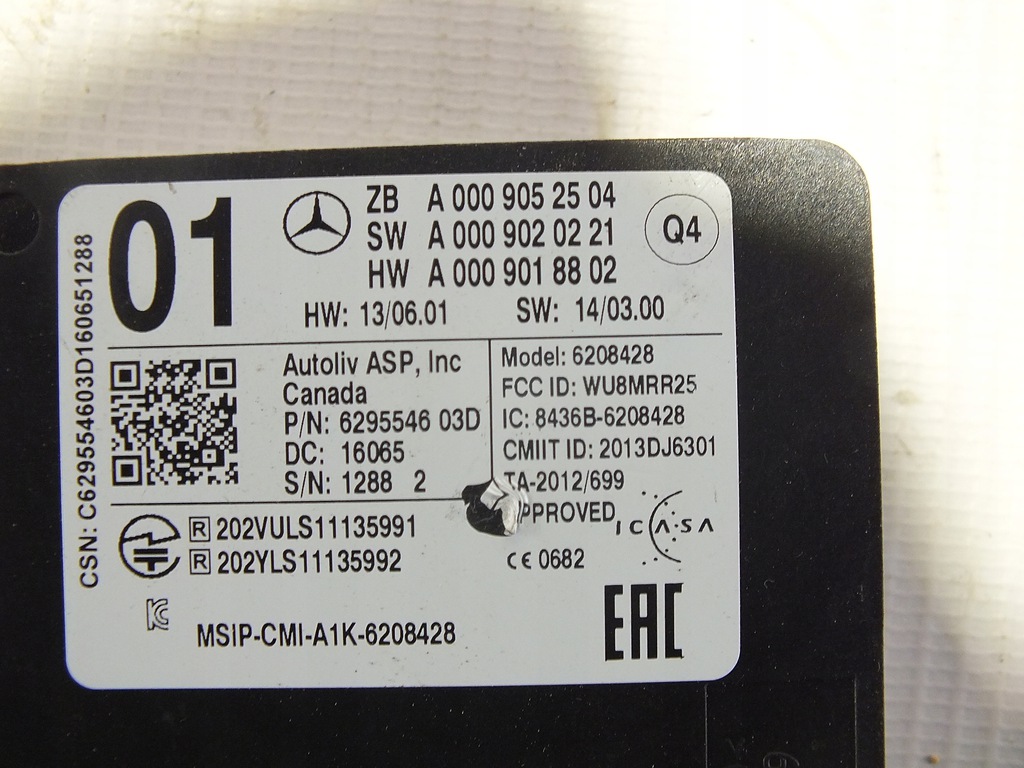 01
ZB A 000 905 25 04
SW A 000 902 02 21
HW A 000 901 88 02
Q4
HW: 13/06.01 SW: 14/03.00
CSN: C629554603D160651288
Autoliv ASP, Inc
Canada
P/N: 6295546 03D
DC: 16065
S/N: 1288 2
Model: 6208428
FCC ID: WU8MRR25
IC: 8436B-6208428
CMIIT ID: 2013DJ6301
TA-2012/699
APPROVED
ICASA
R 202VULS11135991
R 202YLS11135992
CE 0682
MSIP-CMI-A1K-6208428
EAC